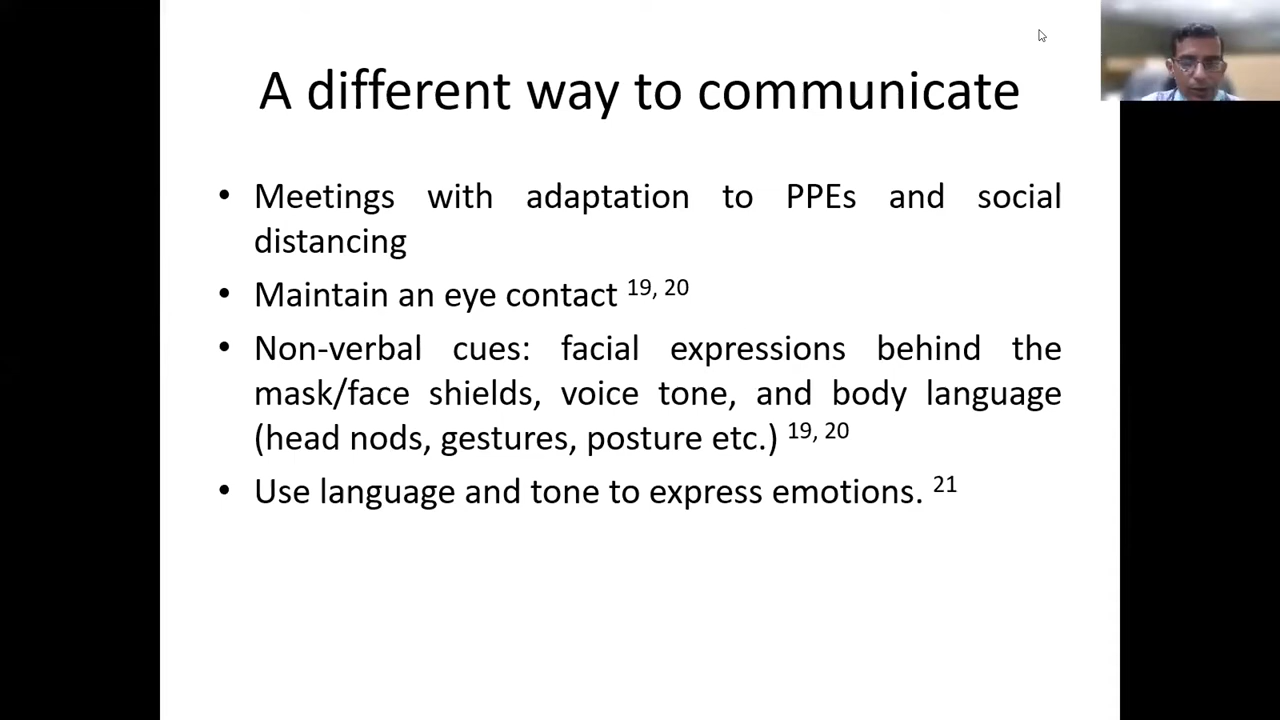 A different way to communicate
• Meetings with adaptation to PPEs and social
distancing
• Maintain an eye contact 19, 20
• Non-verbal cues: facial expressions behind the
mask/face shields, voice tone, and body language
(head nods, gestures, posture etc.) 19, 20
• Use language and tone to express emotions. 21